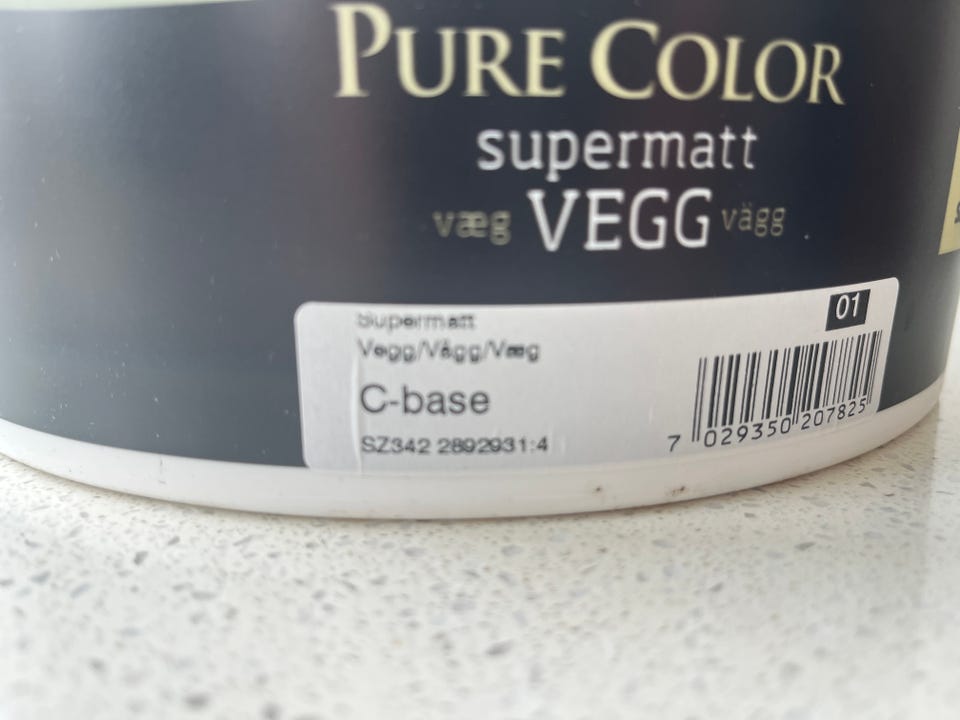 PURE COLOR
supermatt
væg VEGG vägg
01
Supermatt
Vegg/Vägg/Væg
C-base
SZ342 2892931:4
7 029350 207825